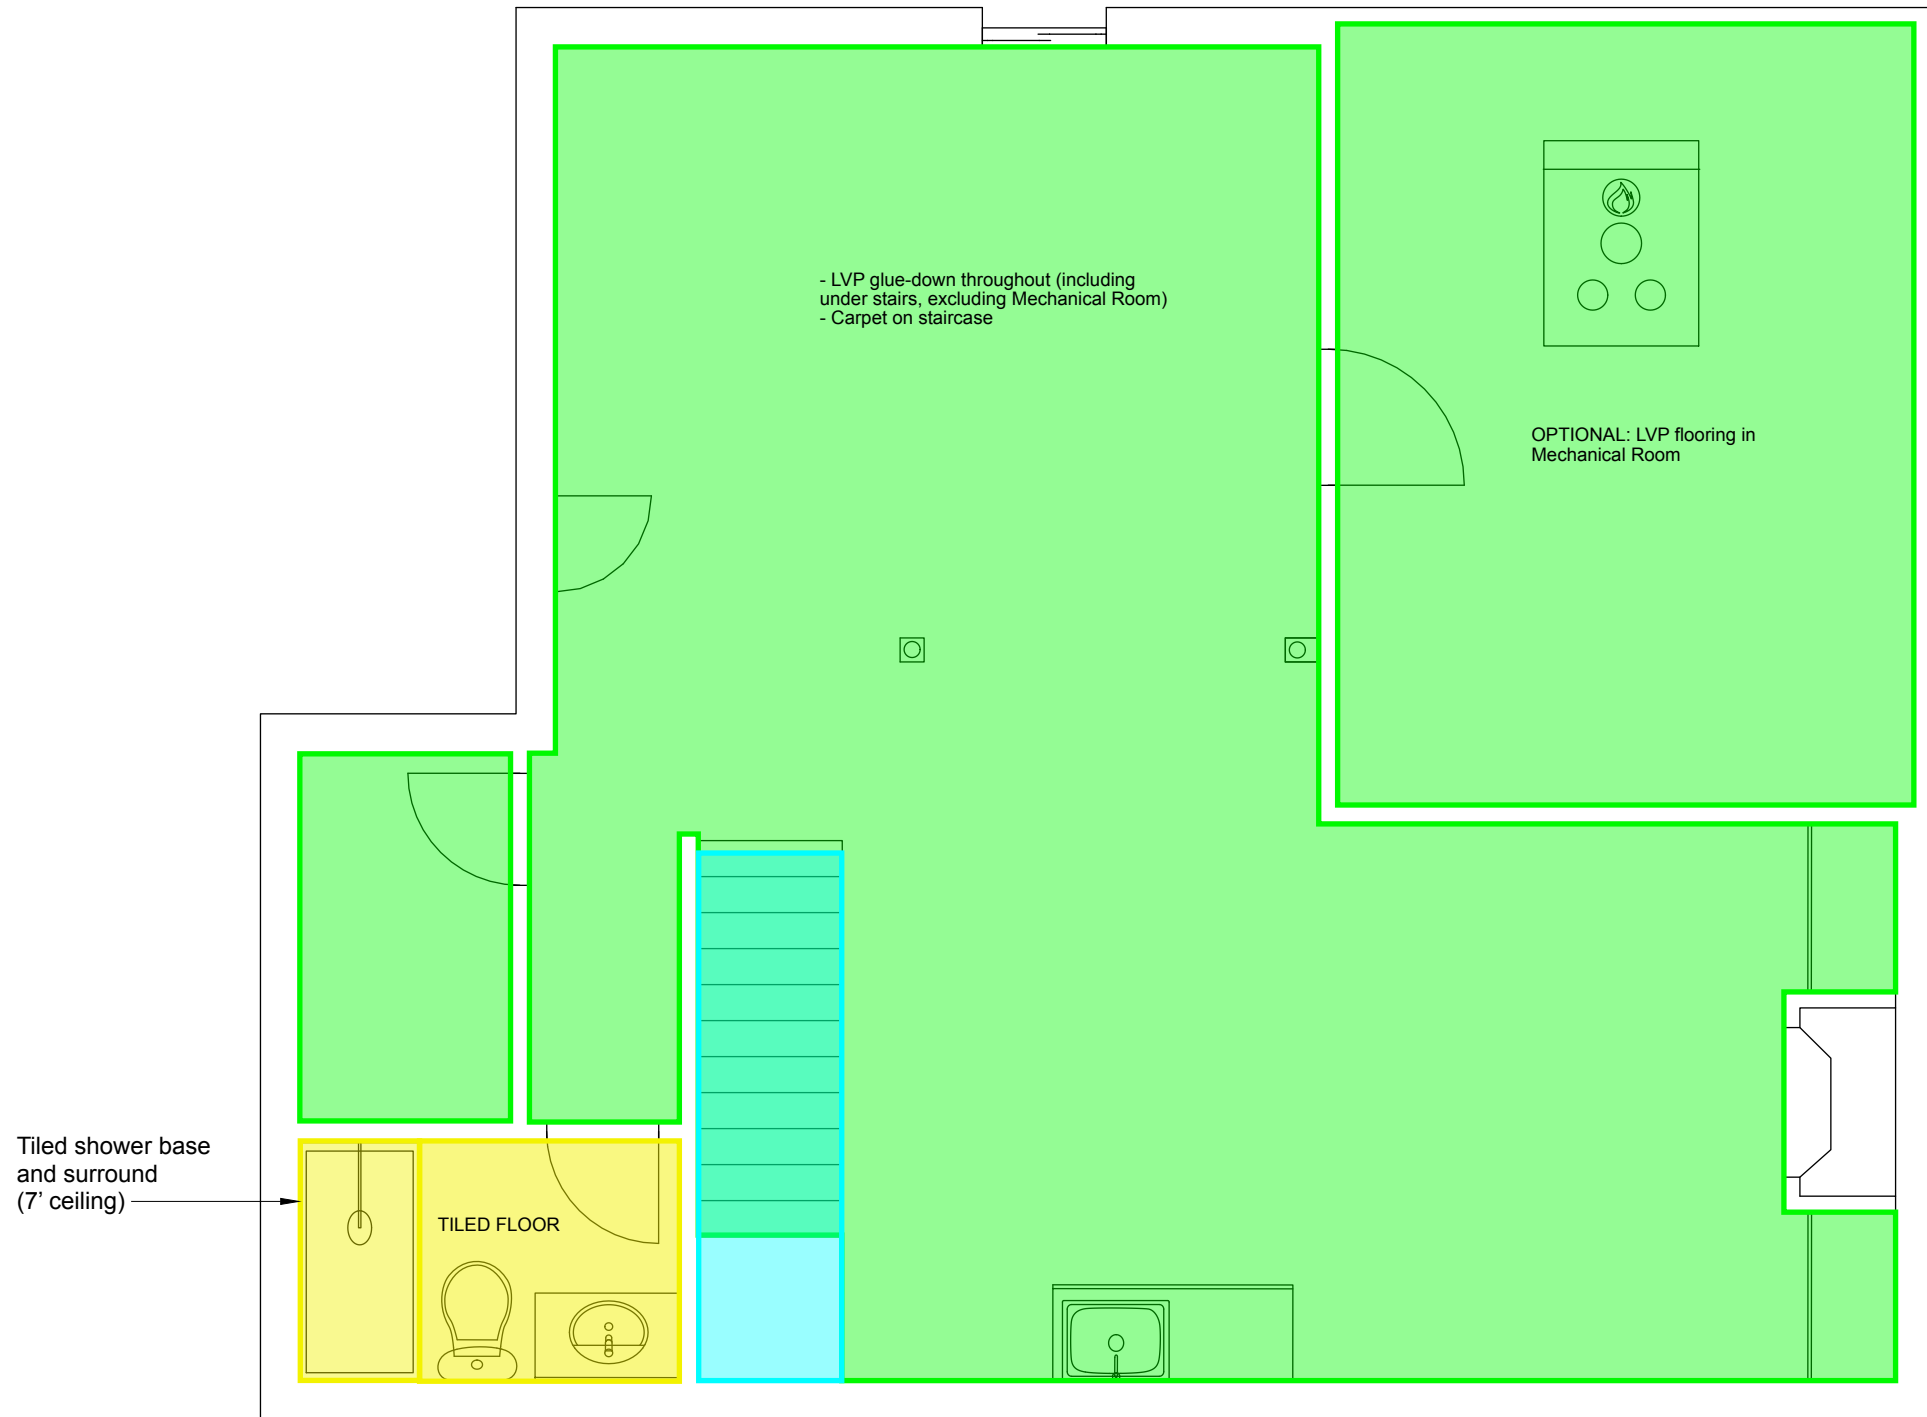 - LVP glue-down throughout (including
under stairs, excluding Mechanical Room)
- Carpet on staircase
OPTIONAL: LVP flooring in
Mechanical Room
Tiled shower base
and surround
(7’ ceiling)
TILED FLOOR